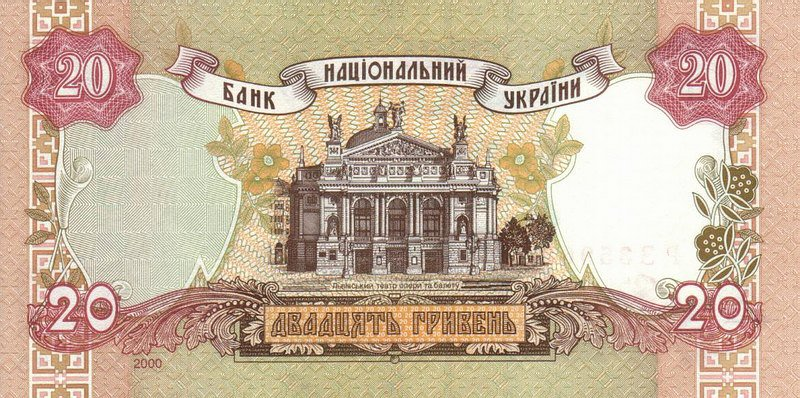 20
20
БАНК
НАЦІОНАЛЬНИЙ
УКРАЇНИ
Львівський театр опери та балету
ДВАДЦЯТЬ ГРИВЕНЬ
20
20
2000